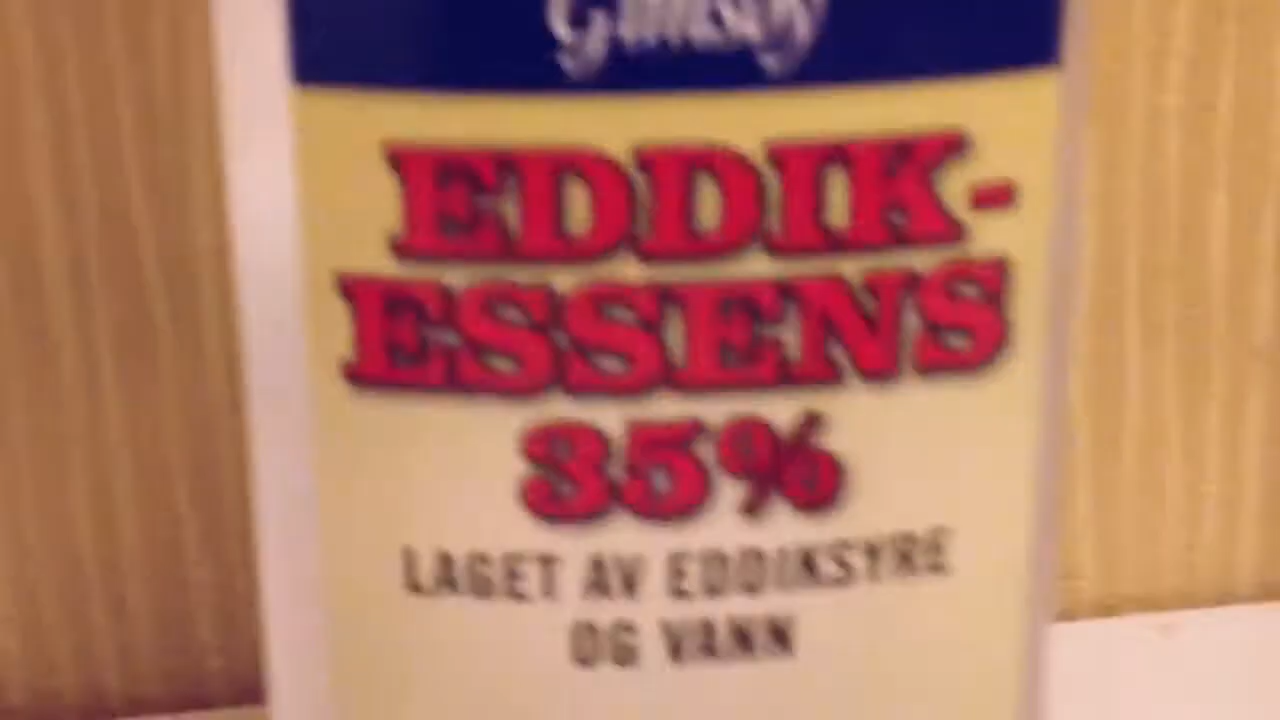 EDDIK-
ESSENS
35%
LAGET AV EDDIKSYRE
OG VANN